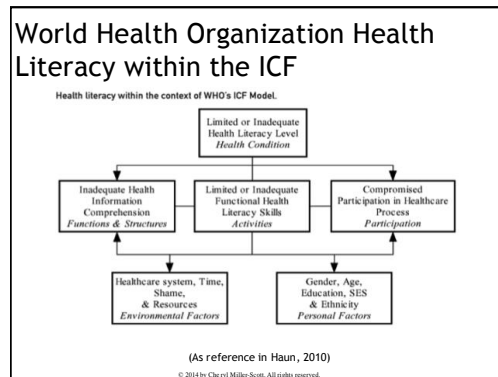 World Health Organization Health
Literacy within the ICF
Health literacy within the context of WHO's ICF Model.
Limited or Inadequate
Health Literacy Level
Health Condition
Inadequate Health
Information
Comprehension
Functions & Structures
Limited or Inadequate
Functional Health
Literacy Skills
Activities
Compromised
Participation in Healthcare
Process
Participation
Healthcare system, Time,
Shame,
& Resources
Environmental Factors
Gender, Age,
Education, SES
& Ethnicity
Personal Factors
(As reference in Haun, 2010)
© 2014 by Cheryl Miller-Scott. All rights reserved.